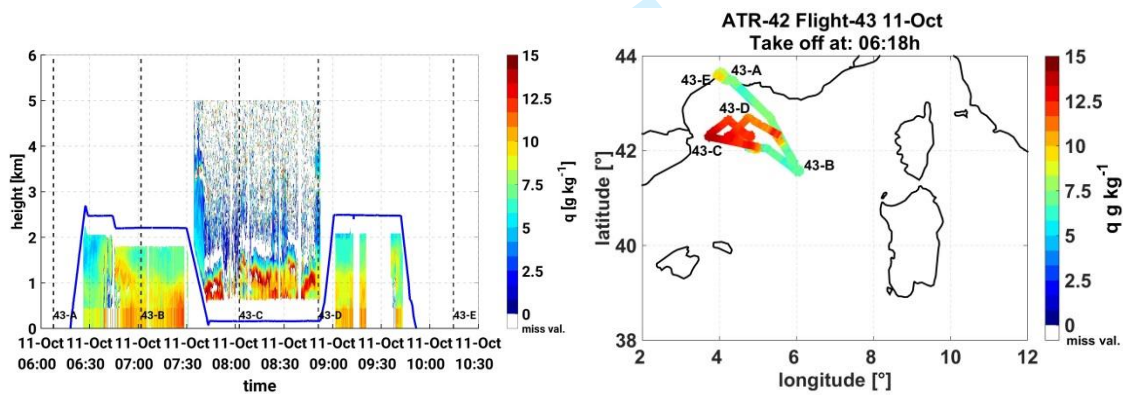 ATR-42 Flight-43 11-Oct
Take off at: 06:18h
6
5
4
3
2
1
0
height [km]
43-A
43-B
43-C
43-D
43-E
11-Oct 11-Oct 11-Oct 11-Oct 11-Oct 11-Oct 11-Oct 11-Oct 11-Oct 11-Oct
06:00 06:30 07:00 07:30 08:00 08:30 09:00 09:30 10:00 10:30
time
15
12.5
10
7.5
5
2.5
0
miss val.
q [g kg⁻¹]
44
42
40
38
latitude [°]
43-E
43-A
43-D
43-C
43-B
2 4 6 8 10 12
longitude [°]
15
12.5
10
7.5
5
2.5
0
miss val.
q g kg⁻¹